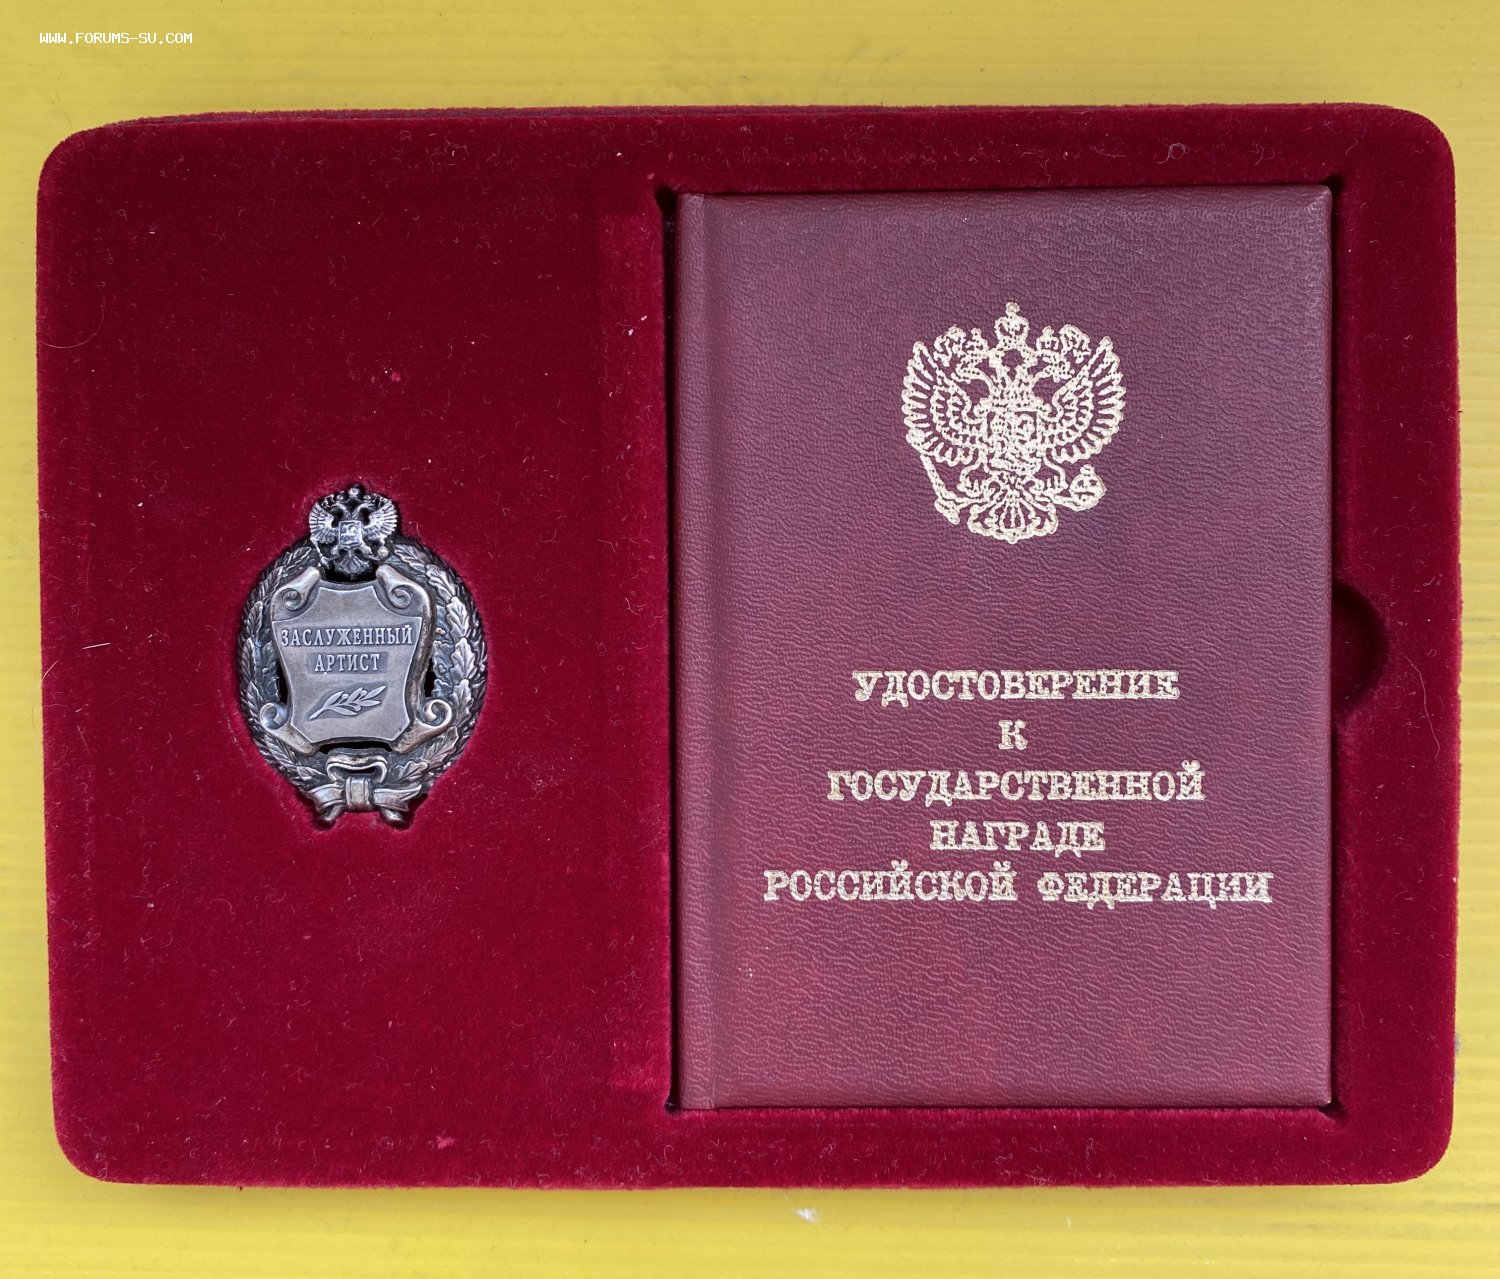 WWW.FORUMS-SU.COM
ЗАСЛУЖЕННЫЙ
АРТИСТ
УДОСТОВЕРЕНИЕ
К
ГОСУДАРСТВЕННОЙ
НАГРАДЕ
РОССИЙСКОЙ ФЕДЕРАЦИИ